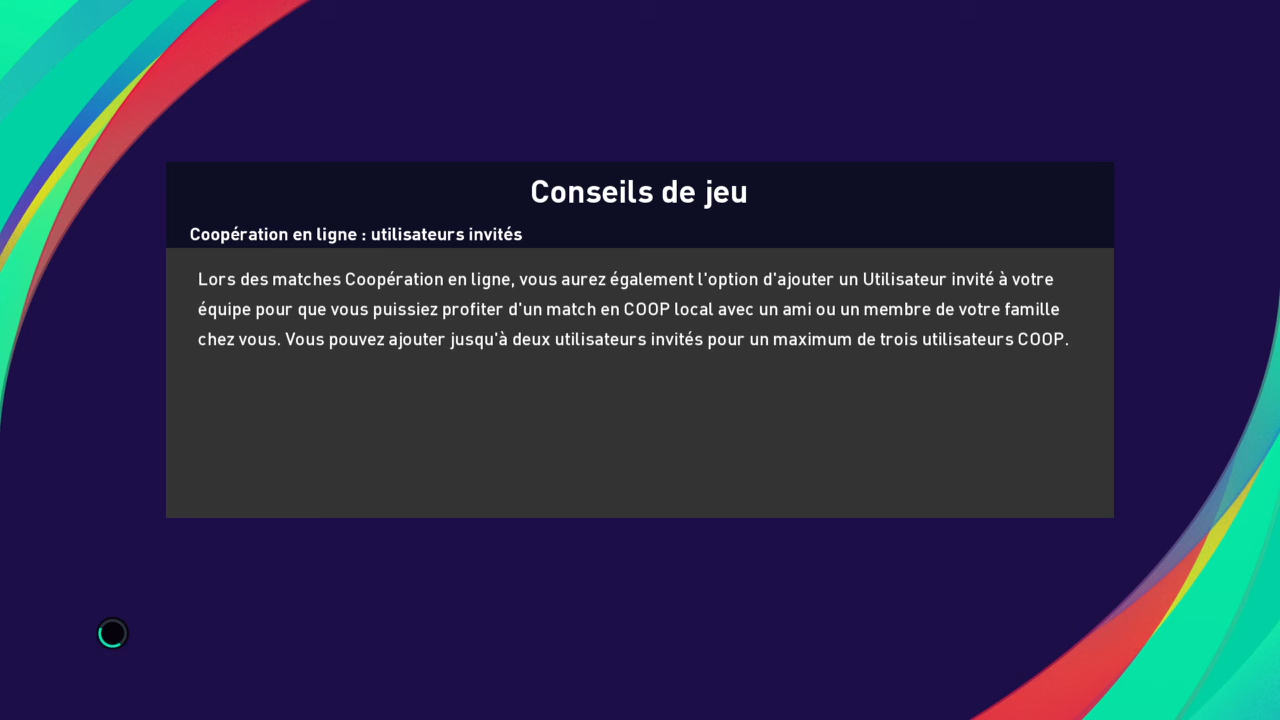 Conseils de jeu
Coopération en ligne : utilisateurs invités
Lors des matches Coopération en ligne, vous aurez également l'option d'ajouter un Utilisateur invité à votre
équipe pour que vous puissiez profiter d'un match en COOP local avec un ami ou un membre de votre famille
chez vous. Vous pouvez ajouter jusqu'à deux utilisateurs invités pour un maximum de trois utilisateurs COOP.